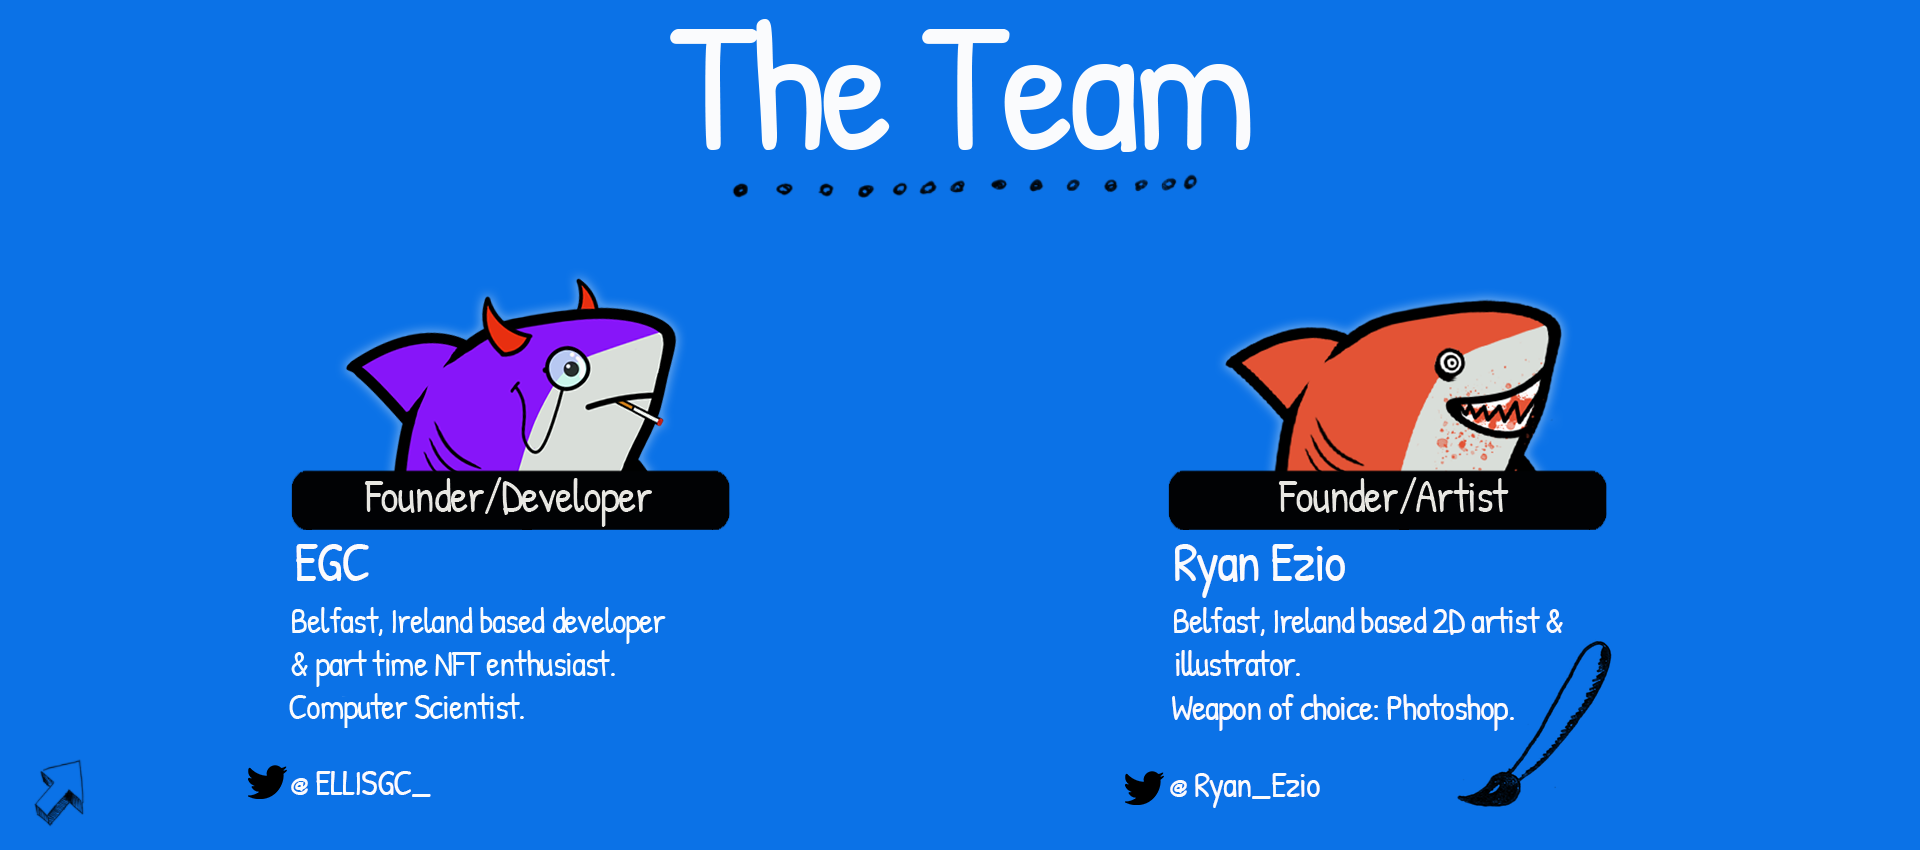 The Team
Founder/Developer
EGC
Belfast, Ireland based developer
& part time NFT enthusiast.
Computer Scientist.
@ ELLISGC_
Founder/Artist
Ryan Ezio
Belfast, Ireland based 2D artist &
illustrator.
Weapon of choice: Photoshop.
@ Ryan_Ezio